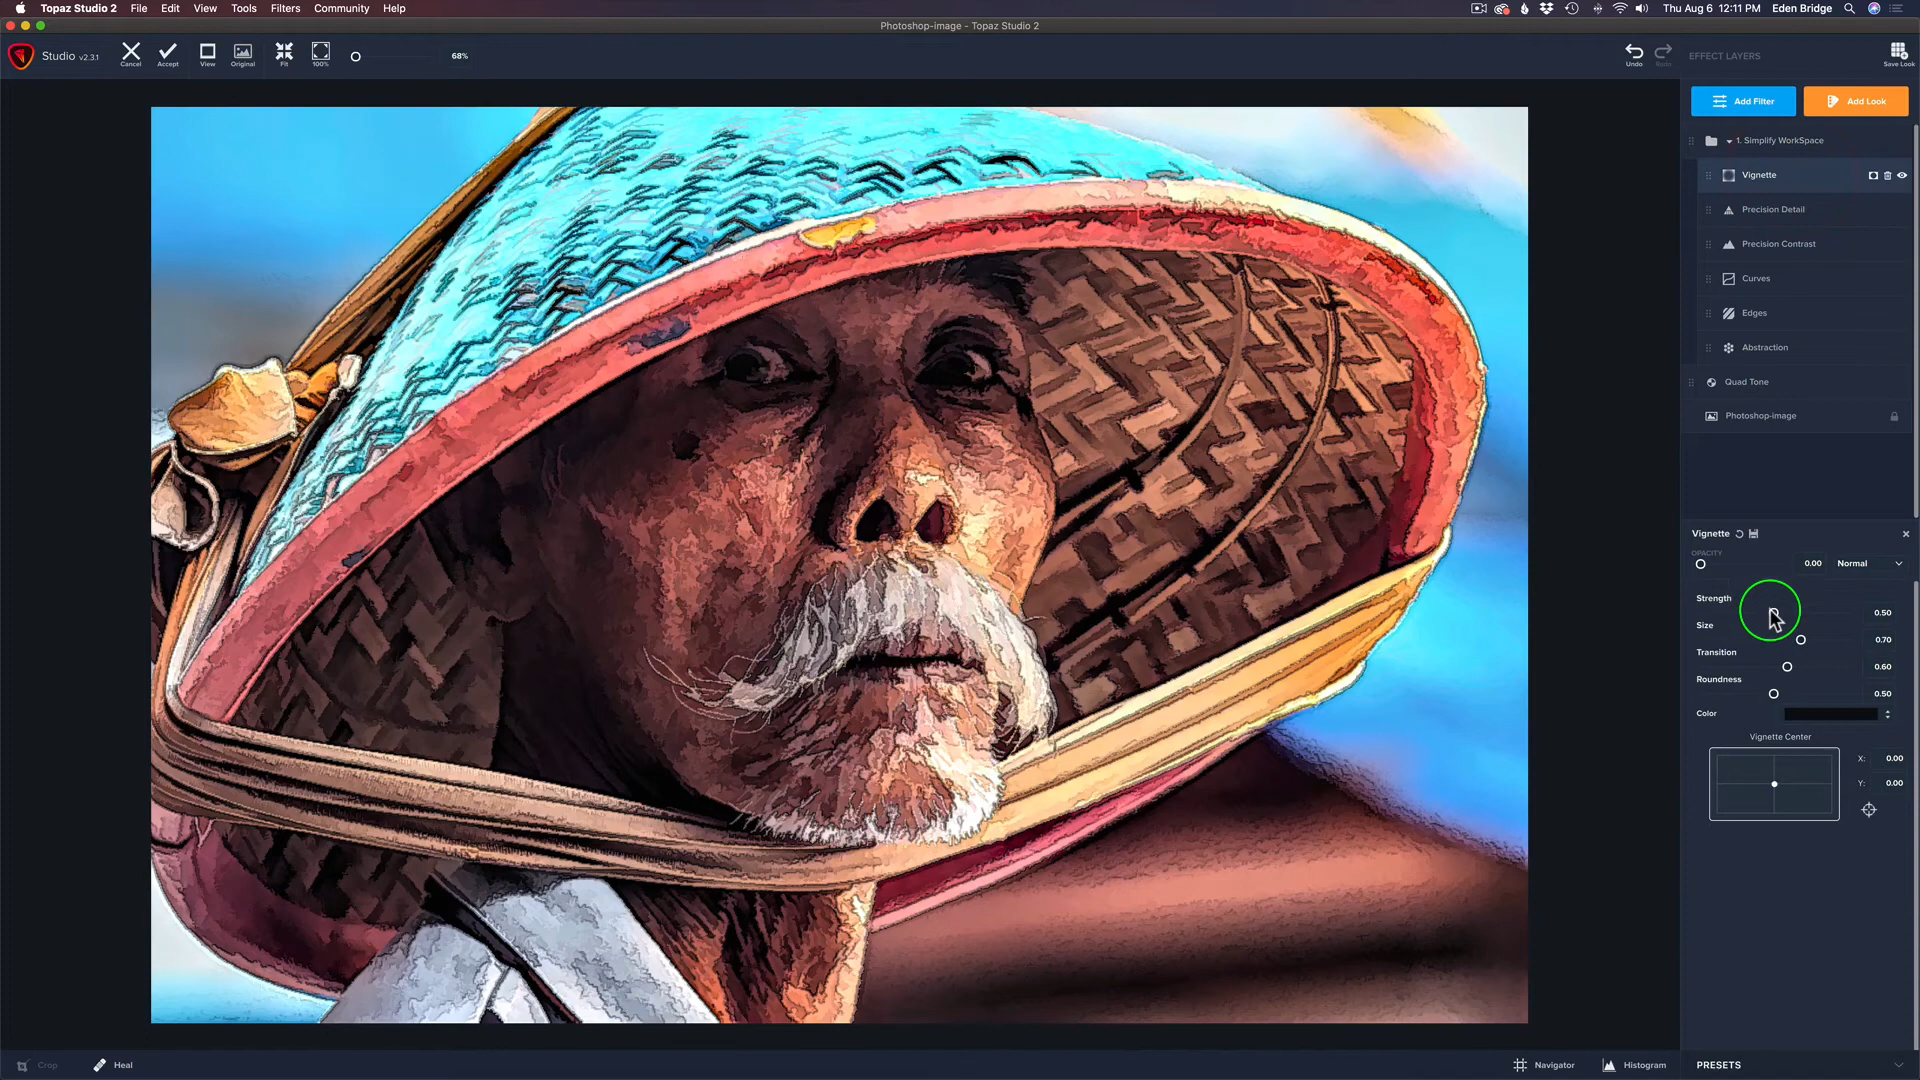 Topaz Studio 2 File Edit View Tools Filters Community Help Thu Aug 6 12:11 PM Eden Bridge
Photoshop-image - Topaz Studio 2
Studio v2.3.1 Cancel Accept View Original Fit 100% 68% Undo Redo EFFECT LAYERS Save Look
Add Filter Add Look
1. Simplify WorkSpace
Vignette
Precision Detail
Precision Contrast
Curves
Edges
Abstraction
Quad Tone
Photoshop-image
Vignette
OPACITY
0.00 Normal
Strength
0.50
Size
0.70
Transition
0.60
Roundness
0.50
Color
Vignette Center
X: 0.00
Y: 0.00
Crop Heal Navigator Histogram PRESETS